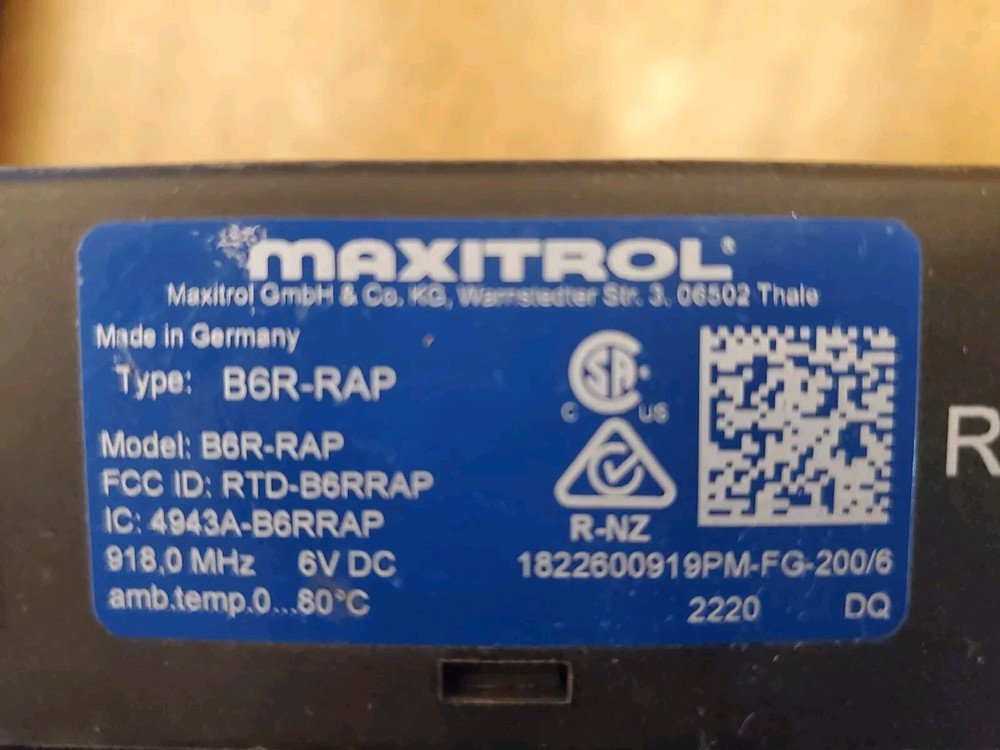 MAXITROL®
Maxitrol GmbH & Co. KG, Warnstedter Str. 3, 06502 Thale
Made in Germany
Type: B6R-RAP
Model: B6R-RAP
FCC ID: RTD-B6RRAP
IC: 4943A-B6RRAP
918,0 MHz 6V DC
amb.temp.0...80°C
SA
C US
R-NZ
1822600919PM-FG-200/6
2220 DQ
R